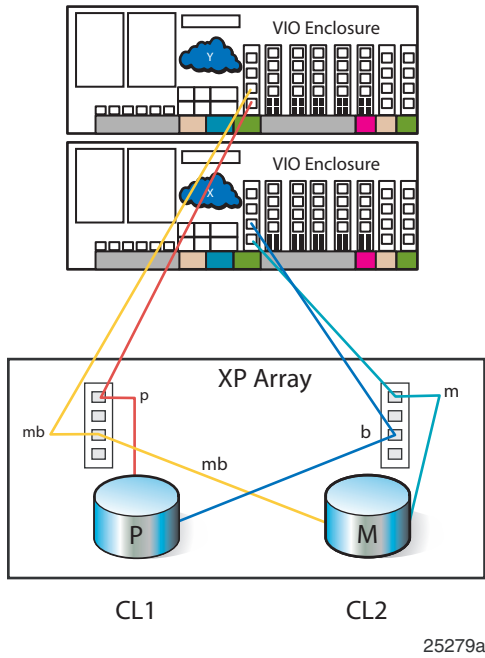 VIO Enclosure
Y
VIO Enclosure
X
XP Array
p
m
mb
b
mb
P
M
CL1
CL2
25279a